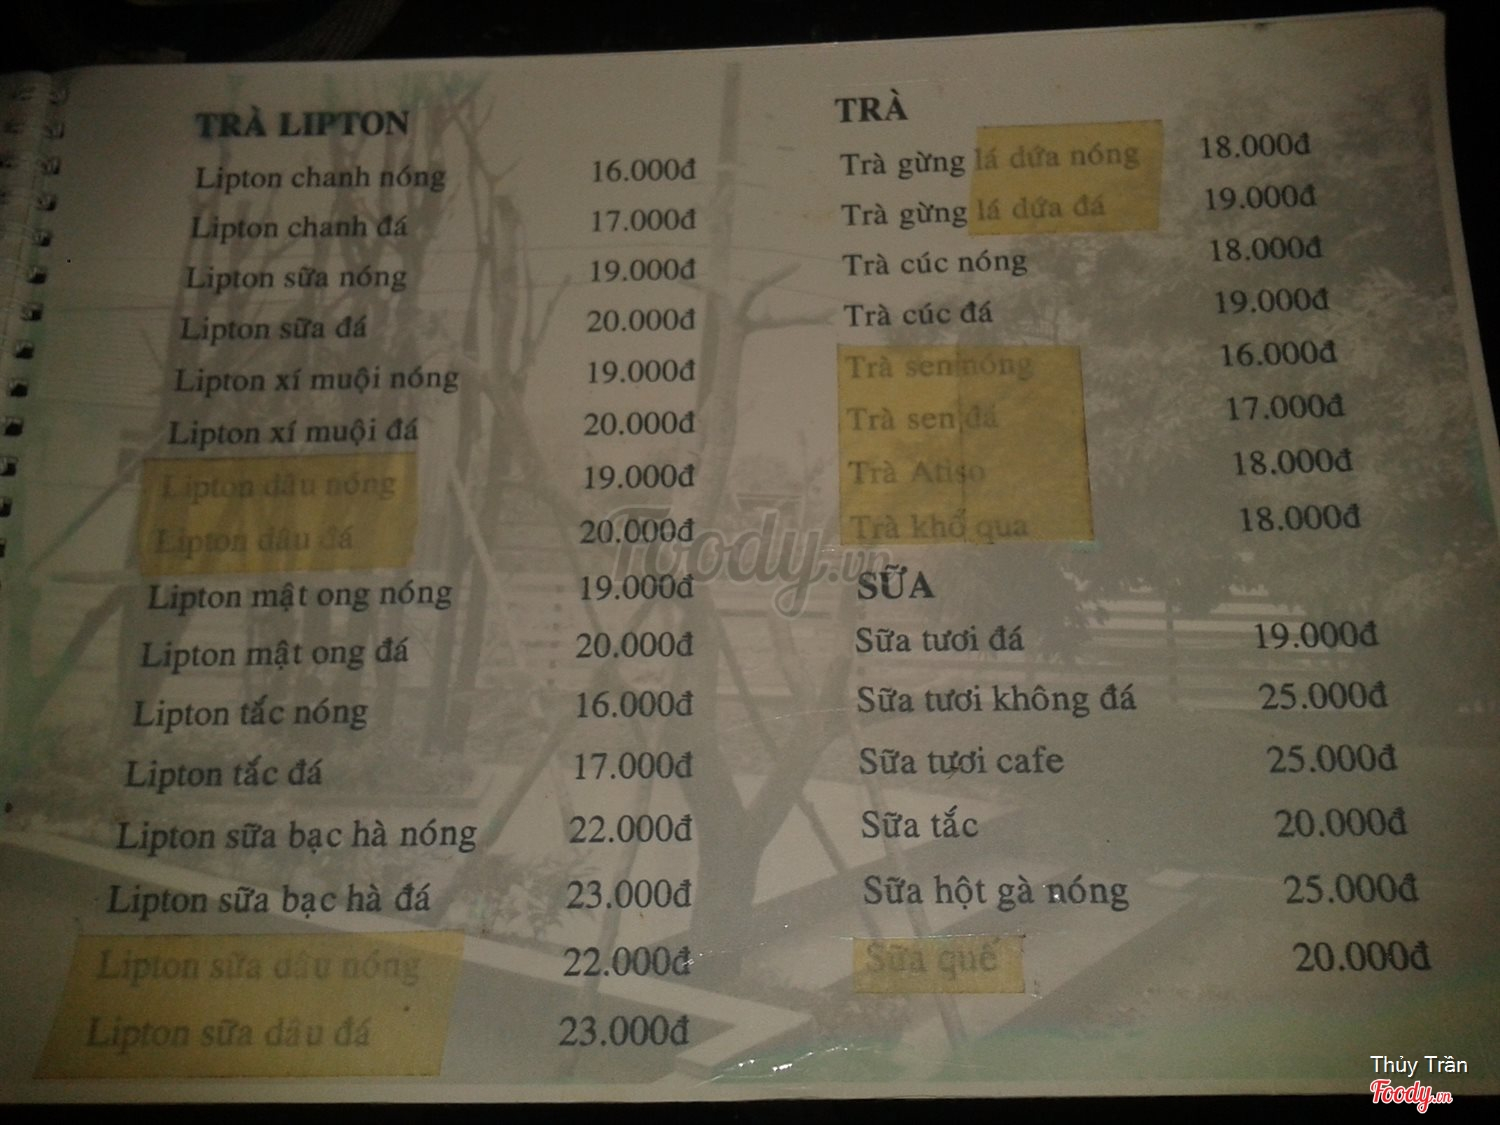 TRÀ LIPTON
Lipton chanh nóng 16.000đ
Lipton chanh đá 17.000đ
Lipton sữa nóng 19.000đ
Lipton sữa đá 20.000đ
Lipton xí muội nóng 19.000đ
Lipton xí muội đá 20.000đ
Lipton dâu nóng 19.000đ
Lipton dâu đá 20.000đ
Lipton mật ong nóng 19.000đ
Lipton mật ong đá 20.000đ
Lipton tắc nóng 16.000đ
Lipton tắc đá 17.000đ
Lipton sữa bạc hà nóng 22.000đ
Lipton sữa bạc hà đá 23.000đ
Lipton sữa dâu nóng 22.000đ
Lipton sữa dâu đá 23.000đ
TRÀ
Trà gừng lá dứa nóng 18.000đ
Trà gừng lá dứa đá 19.000đ
Trà cúc nóng 18.000đ
Trà cúc đá 19.000đ
Trà sen nóng 16.000đ
Trà sen đá 17.000đ
Trà Atiso 18.000đ
Trà khổ qua 18.000đ
SỮA
Sữa tươi đá 19.000đ
Sữa tươi không đá 25.000đ
Sữa tươi cafe 25.000đ
Sữa tắc 20.000đ
Sữa hột gà nóng 25.000đ
Sữa quế 20.000đ
Foody.vn
Thủy Trần
Foody.vn